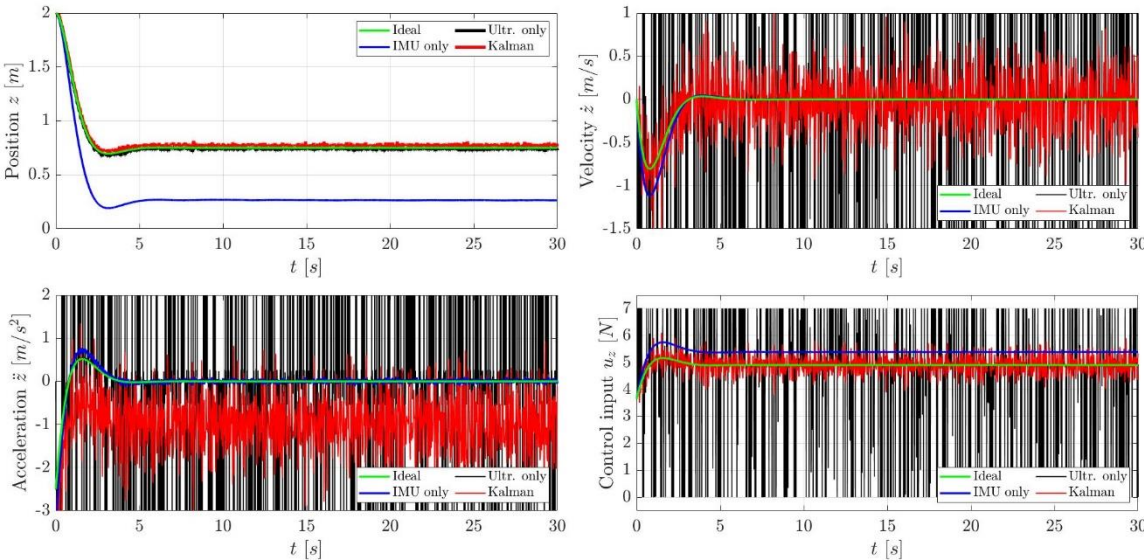 Position z [m]
2
1.5
1
0.5
0
Ideal
Ultr. only
IMU only
Kalman
0 5 10 15 20 25 30
t [s]
Velocity ż [m/s]
1
0.5
0
-0.5
-1
-1.5
Ideal
Ultr. only
IMU only
Kalman
0 5 10 15 20 25 30
t [s]
Acceleration z̈ [m/s²]
2
1
0
-1
-2
-3
Ideal
Ultr. only
IMU only
Kalman
0 5 10 15 20 25 30
t [s]
Control input u_z [N]
7
6
5
4
3
2
1
0
Ideal
Ultr. only
IMU only
Kalman
0 5 10 15 20 25 30
t [s]